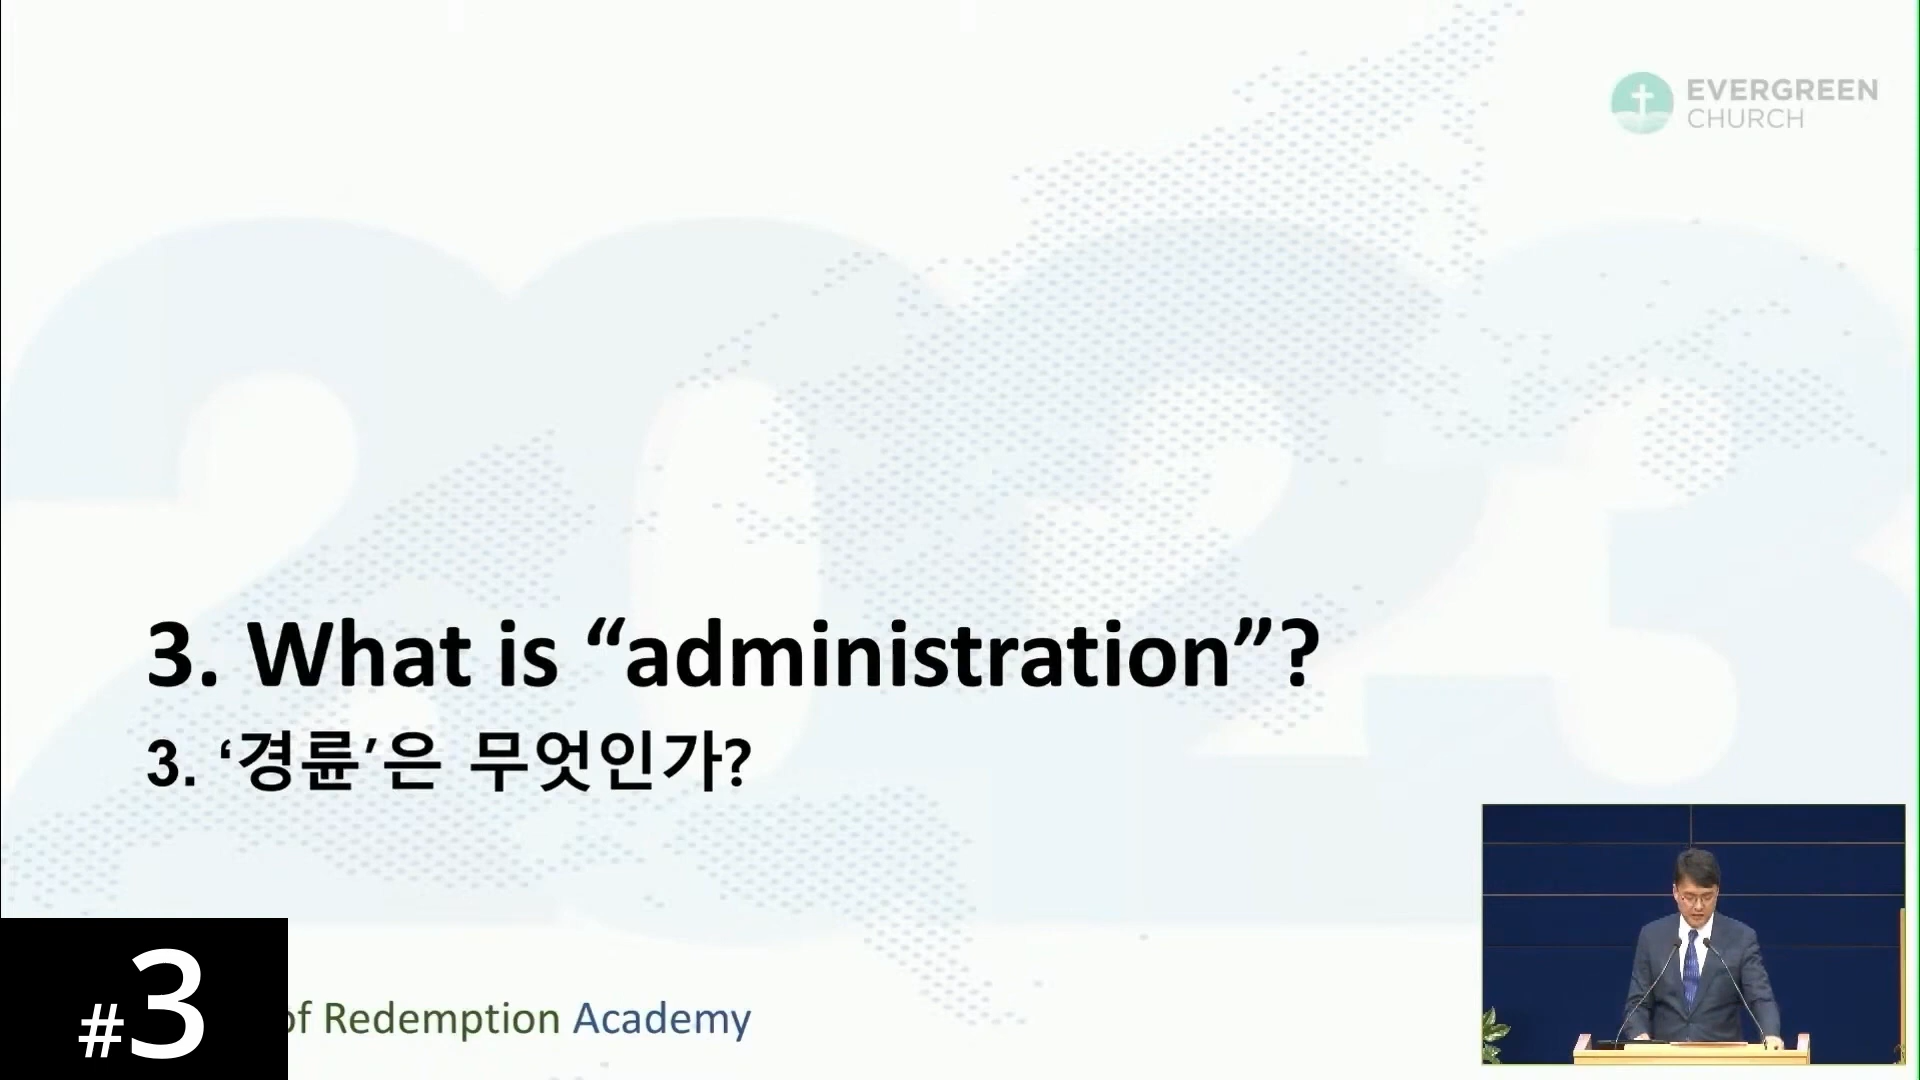 EVERGREEN
CHURCH
3. What is “administration”?
3. ‘경륜’은 무엇인가?
#3
of Redemption Academy